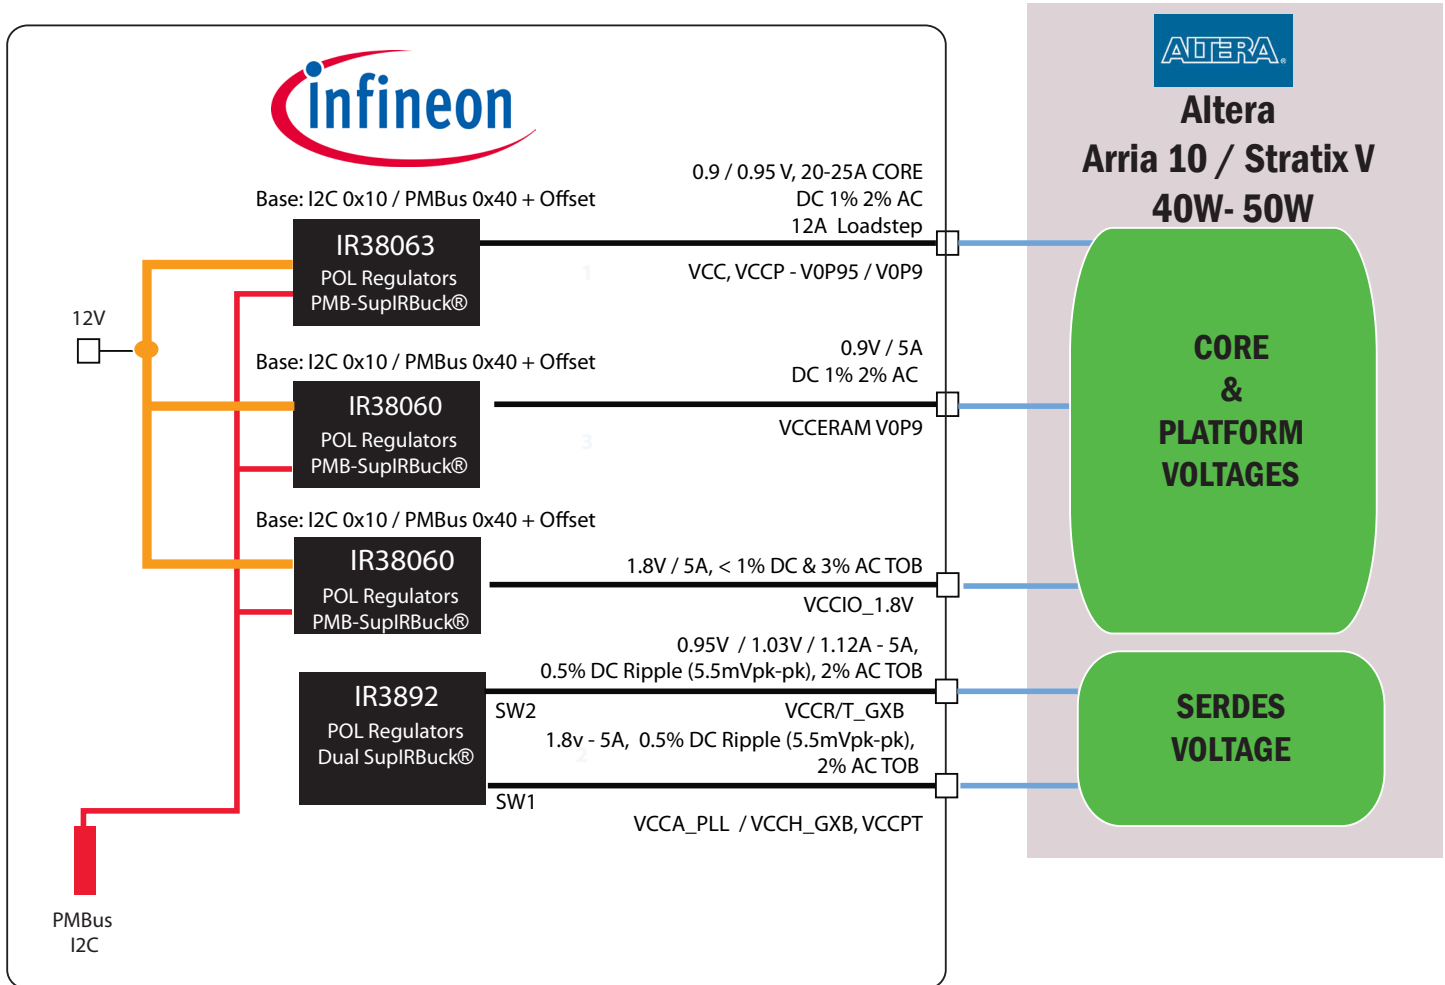 infineon
ALTERA®
Altera
Arria 10 / Stratix V
40W- 50W
0.9 / 0.95 V, 20-25A CORE
DC 1% 2% AC
12A Loadstep
Base: I2C 0x10 / PMBus 0x40 + Offset
IR38063
POL Regulators
PMB-SupIRBuck®
1
VCC, VCCP - V0P95 / V0P9
12V
0.9V / 5A
DC 1% 2% AC
Base: I2C 0x10 / PMBus 0x40 + Offset
IR38060
POL Regulators
PMB-SupIRBuck®
3
VCCERAM V0P9
CORE
&
PLATFORM
VOLTAGES
Base: I2C 0x10 / PMBus 0x40 + Offset
IR38060
POL Regulators
PMB-SupIRBuck®
1.8V / 5A, < 1% DC & 3% AC TOB
VCCIO_1.8V
0.95V / 1.03V / 1.12A - 5A,
0.5% DC Ripple (5.5mVpk-pk), 2% AC TOB
IR3892
POL Regulators
Dual SupIRBuck®
SW2
VCCR/T_GXB
1.8v - 5A, 0.5% DC Ripple (5.5mVpk-pk),
2
2% AC TOB
SW1
VCCA_PLL / VCCH_GXB, VCCPT
SERDES
VOLTAGE
PMBus
I2C